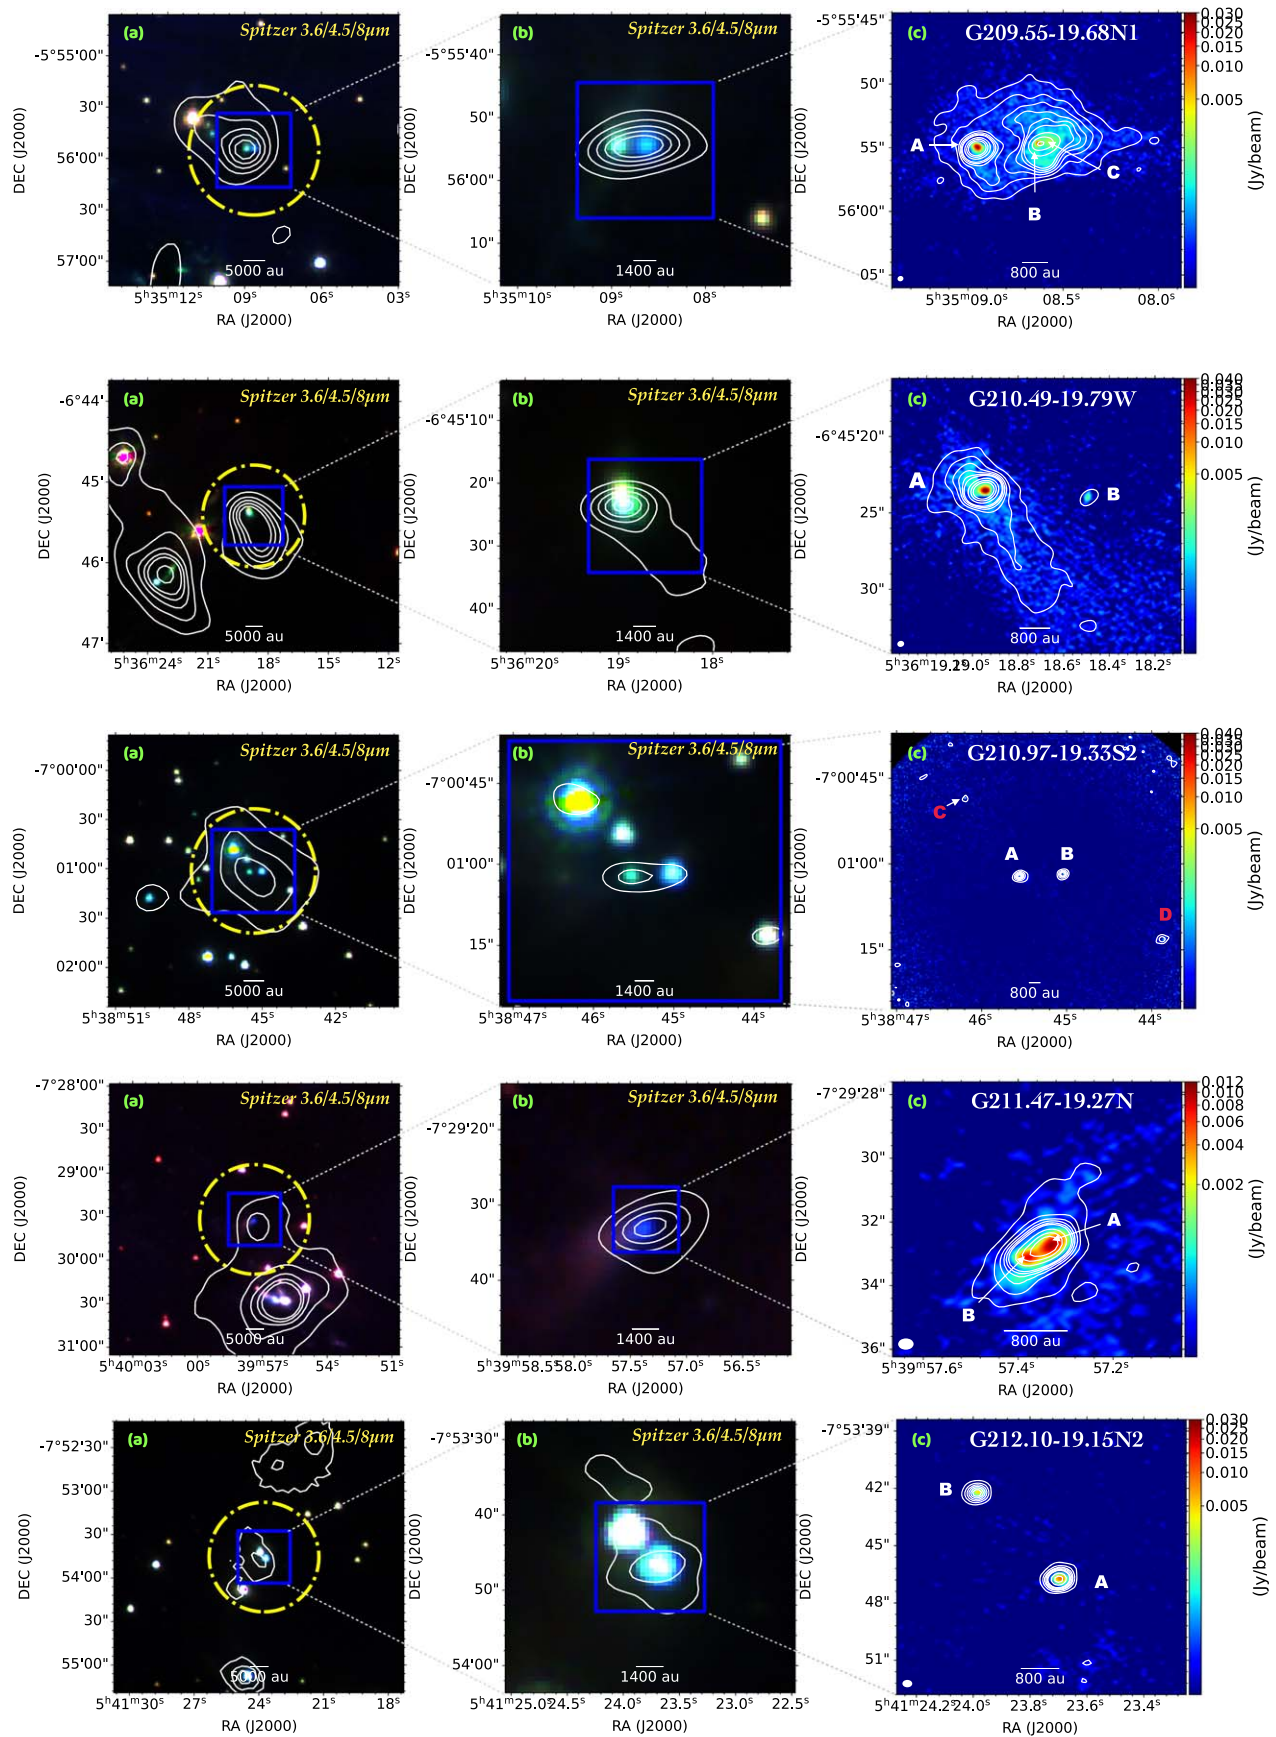 (a) Spitzer 3.6/4.5/8μm
-5°55'00"
30"
56'00"
30"
57'00"
DEC (J2000)
5000 au
5ʰ35ᵐ12ˢ 09ˢ 06ˢ 03ˢ
RA (J2000)
(b) Spitzer 3.6/4.5/8μm
-5°55'40"
50"
56'00"
10"
DEC (J2000)
1400 au
5ʰ35ᵐ10ˢ 09ˢ 08ˢ
RA (J2000)
(c) G209.55-19.68N1
-5°55'45"
50"
55"
56'00"
05"
DEC (J2000)
A
B
C
800 au
5ʰ35ᵐ09.0ˢ 08.5ˢ 08.0ˢ
RA (J2000)
0.030
0.025
0.020
0.015
0.010
0.005
(Jy/beam)
(a) Spitzer 3.6/4.5/8μm
-6°44'
45'
46'
47'
DEC (J2000)
5000 au
5ʰ36ᵐ24ˢ 21ˢ 18ˢ 15ˢ 12ˢ
RA (J2000)
(b) Spitzer 3.6/4.5/8μm
-6°45'10"
20"
30"
40"
DEC (J2000)
1400 au
5ʰ36ᵐ20ˢ 19ˢ 18ˢ
RA (J2000)
(c) G210.49-19.79W
-6°45'20"
25"
30"
DEC (J2000)
A
B
800 au
5ʰ36ᵐ19.2ˢ 19.0ˢ 18.8ˢ 18.6ˢ 18.4ˢ 18.2ˢ
RA (J2000)
0.040
0.035
0.030
0.025
0.020
0.015
0.010
0.005
(Jy/beam)
(a) Spitzer 3.6/4.5/8μm
-7°00'00"
30"
01'00"
30"
02'00"
DEC (J2000)
5000 au
5ʰ38ᵐ51ˢ 48ˢ 45ˢ 42ˢ
RA (J2000)
(b) Spitzer 3.6/4.5/8μm
-7°00'45"
01'00"
15"
DEC (J2000)
1400 au
5ʰ38ᵐ47ˢ 46ˢ 45ˢ 44ˢ
RA (J2000)
(c) G210.97-19.33S2
-7°00'45"
01'00"
15"
DEC (J2000)
C
A
B
D
800 au
5ʰ38ᵐ47ˢ 46ˢ 45ˢ 44ˢ
RA (J2000)
0.040
0.035
0.030
0.025
0.020
0.015
0.010
0.005
(Jy/beam)
(a) Spitzer 3.6/4.5/8μm
-7°28'00"
30"
29'00"
30"
30'00"
30"
31'00"
DEC (J2000)
5000 au
5ʰ40ᵐ03ˢ 00ˢ 39ᵐ57ˢ 54ˢ 51ˢ
RA (J2000)
(b) Spitzer 3.6/4.5/8μm
-7°29'20"
30"
40"
DEC (J2000)
1400 au
5ʰ39ᵐ58.5ˢ 58.0ˢ 57.5ˢ 57.0ˢ 56.5ˢ
RA (J2000)
(c) G211.47-19.27N
-7°29'28"
30"
32"
34"
36"
DEC (J2000)
A
B
800 au
5ʰ39ᵐ57.6ˢ 57.4ˢ 57.2ˢ
RA (J2000)
0.012
0.010
0.008
0.006
0.004
0.002
(Jy/beam)
(a) Spitzer 3.6/4.5/8μm
-7°52'30"
53'00"
30"
54'00"
30"
55'00"
DEC (J2000)
5000 au
5ʰ41ᵐ30ˢ 27ˢ 24ˢ 21ˢ 18ˢ
RA (J2000)
(b) Spitzer 3.6/4.5/8μm
-7°53'30"
40"
50"
54'00"
DEC (J2000)
1400 au
5ʰ41ᵐ25.0ˢ 24.5ˢ 24.0ˢ 23.5ˢ 23.0ˢ 22.5ˢ
RA (J2000)
(c) G212.10-19.15N2
-7°53'39"
42"
45"
48"
51"
DEC (J2000)
B
A
800 au
5ʰ41ᵐ24.2ˢ 24.0ˢ 23.8ˢ 23.6ˢ 23.4ˢ
RA (J2000)
0.030
0.025
0.020
0.015
0.010
0.005
(Jy/beam)